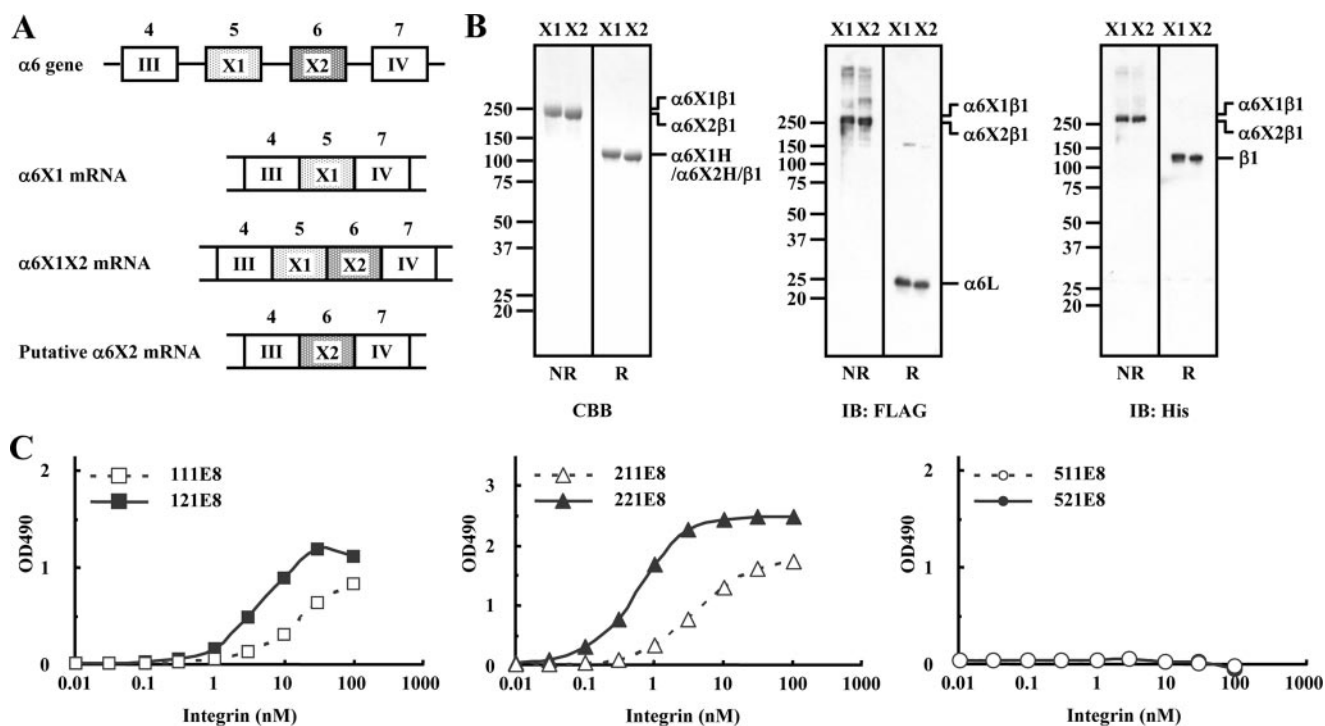 A
4 5 6 7
α6 gene III X1 X2 IV
4 5 7
α6X1 mRNA III X1 IV
4 5 6 7
α6X1X2 mRNA III X1 X2 IV
4 6 7
Putative α6X2 mRNA III X2 IV
B
X1 X2 X1 X2
250
150
100
75
50
37
25
20
α6X1β1
α6X2β1
α6X1H
/α6X2H/β1
NR R
CBB
X1 X2 X1 X2
250
150
100
75
50
37
25
20
α6X1β1
α6X2β1
α6L
NR R
IB: FLAG
X1 X2 X1 X2
250
150
100
75
50
37
25
20
α6X1β1
α6X2β1
β1
NR R
IB: His
C
111E8
121E8
2
1
0
OD490
0.01 0.1 1 10 100 1000
Integrin (nM)
211E8
221E8
3
2
1
0
OD490
0.01 0.1 1 10 100 1000
Integrin (nM)
511E8
521E8
2
1
0
OD490
0.01 0.1 1 10 100 1000
Integrin (nM)